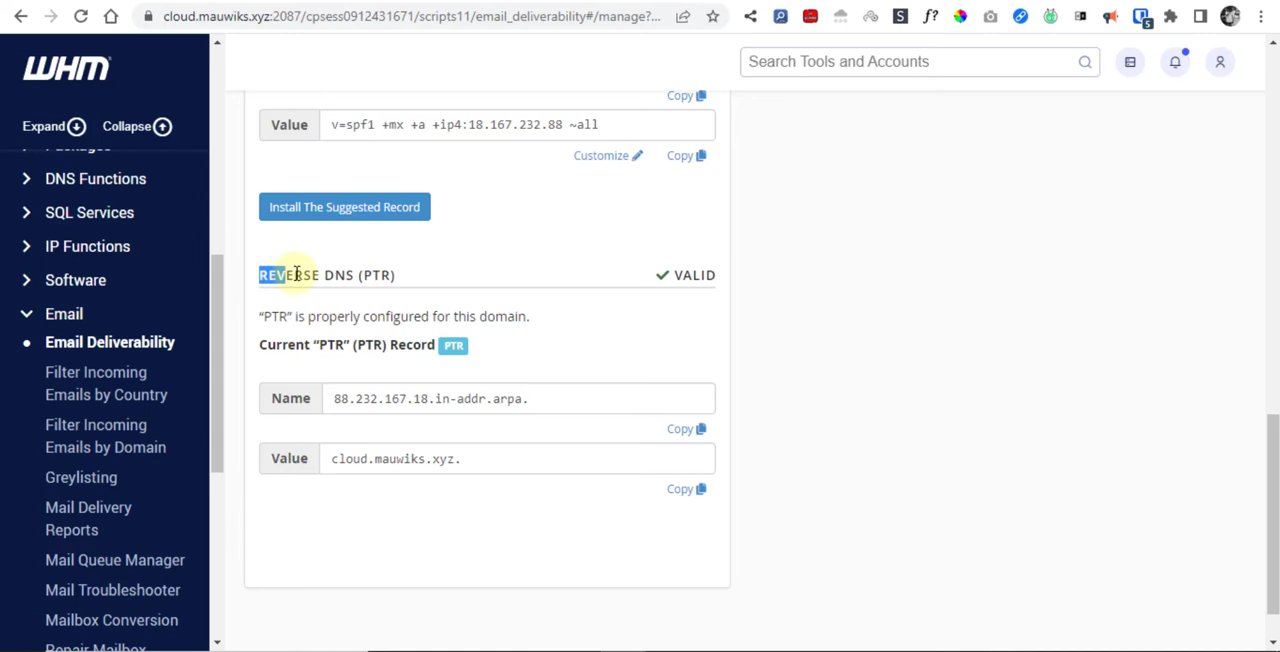 cloud.mauwiks.xyz:2087/cpsess0912431671/scripts11/email_deliverability#/manage?...
S
f?
5
WHM
Search Tools and Accounts
Expand
Collapse
Packages
DNS Functions
SQL Services
IP Functions
Software
Email
Email Deliverability
Filter Incoming
Emails by Country
Filter Incoming
Emails by Domain
Greylisting
Mail Delivery
Reports
Mail Queue Manager
Mail Troubleshooter
Mailbox Conversion
Repair Mailbox
Copy
Value v=spf1 +mx +a +ip4:18.167.232.88 ~all
Customize Copy
Install The Suggested Record
REVERSE DNS (PTR) VALID
“PTR” is properly configured for this domain.
Current “PTR” (PTR) Record PTR
Name 88.232.167.18.in-addr.arpa.
Copy
Value cloud.mauwiks.xyz.
Copy